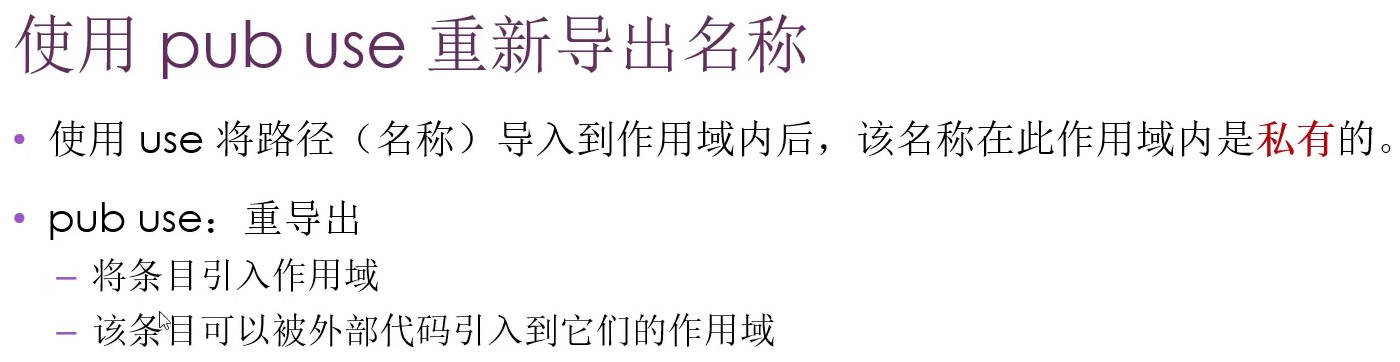 使用 pub use 重新导出名称
• 使用 use 将路径（名称）导入到作用域内后，该名称在此作用域内是私有的。
• pub use：重导出
– 将条目引入作用域
– 该条目可以被外部代码引入到它们的作用域